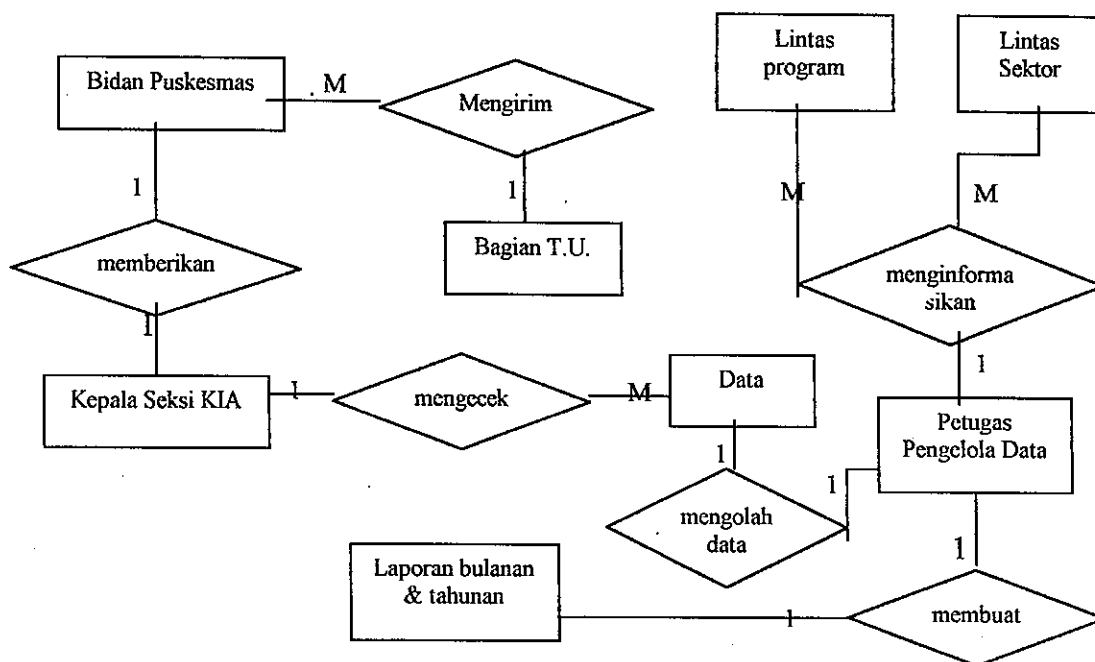 Lintas
program
Lintas
Sektor
Bidan Puskesmas
M
Mengirim
1
1
M
M
Bagian T.U.
memberikan
menginforma
sikan
1
1
Kepala Seksi KIA
1
mengecek
M
Data
Petugas
Pengelola Data
1
1
mengolah
data
1
Laporan bulanan
& tahunan
1
membuat